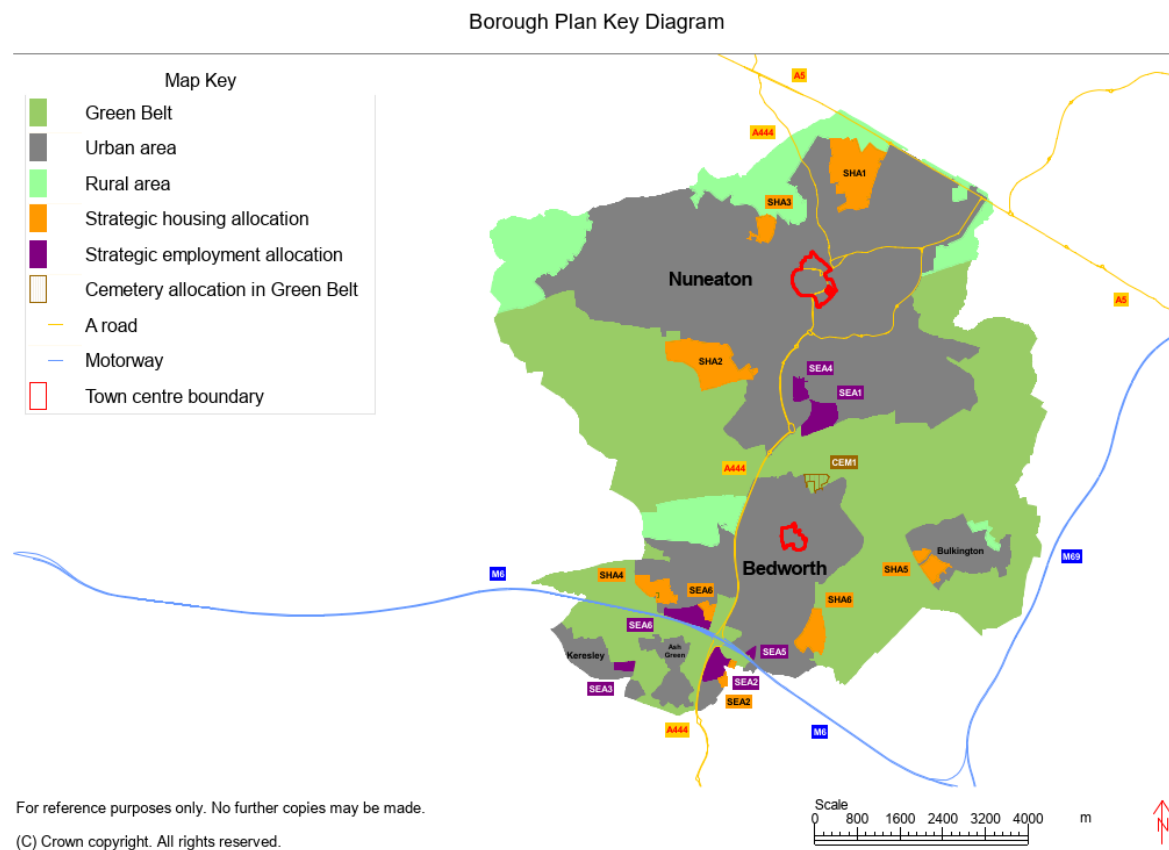 Borough Plan Key Diagram
Map Key
Green Belt
Urban area
Rural area
Strategic housing allocation
Strategic employment allocation
Cemetery allocation in Green Belt
A road
Motorway
Town centre boundary
A5
A444
SHA1
SHA3
Nuneaton
A5
SHA2
SEA4
SEA1
A444
CEM1
Bulkington
M69
Bedworth
SHA5
M6
SHA4
SEA6
SHA6
SEA6
Keresley
Ash
Green
SEA5
SEA3
SEA2
SEA2
A444
M6
For reference purposes only. No further copies may be made.
(C) Crown copyright. All rights reserved.
Scale
0 800 1600 2400 3200 4000 m
N